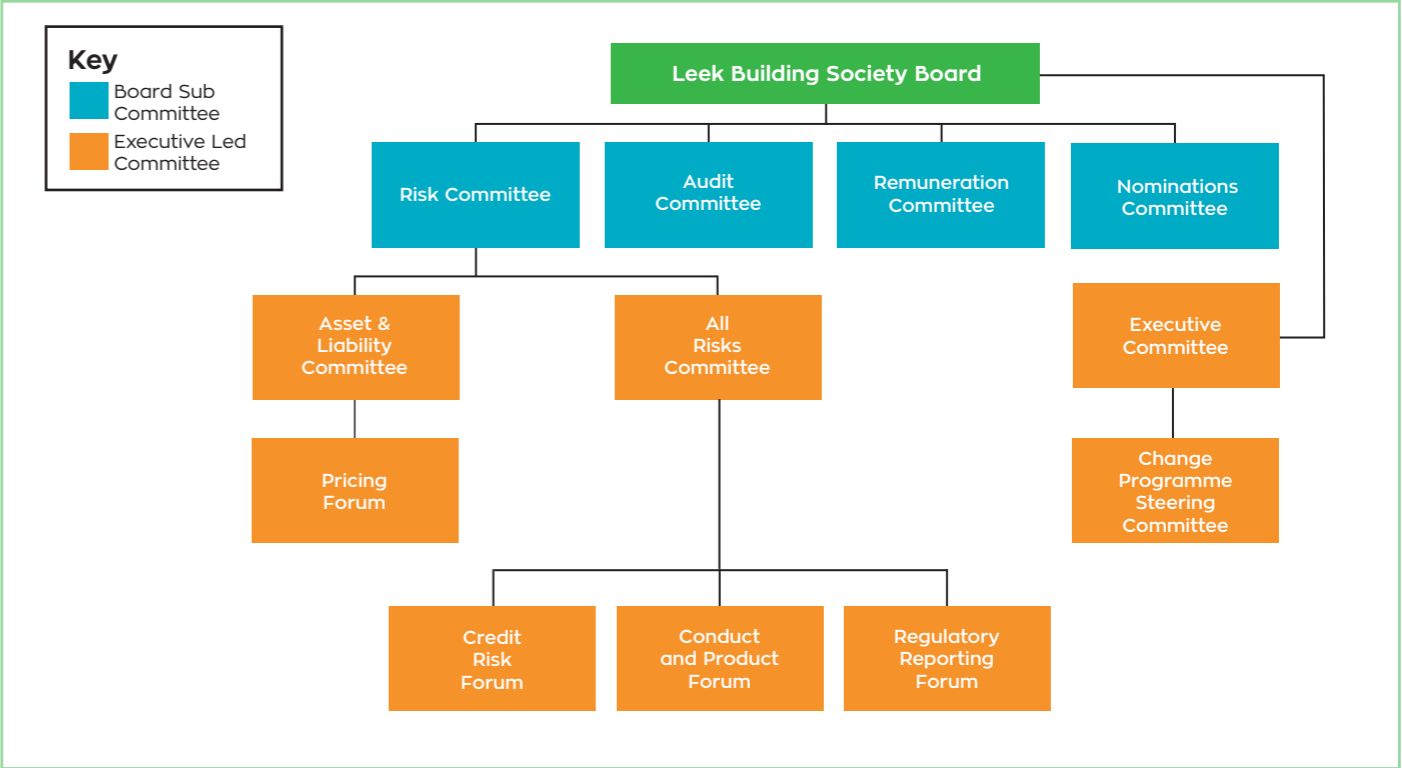 Key
Board Sub
Committee
Executive Led
Committee
Leek Building Society Board
Risk Committee
Audit
Committee
Remuneration
Committee
Nominations
Committee
Asset &
Liability
Committee
All
Risks
Committee
Executive
Committee
Pricing
Forum
Change
Programme
Steering
Committee
Credit
Risk
Forum
Conduct
and Product
Forum
Regulatory
Reporting
Forum